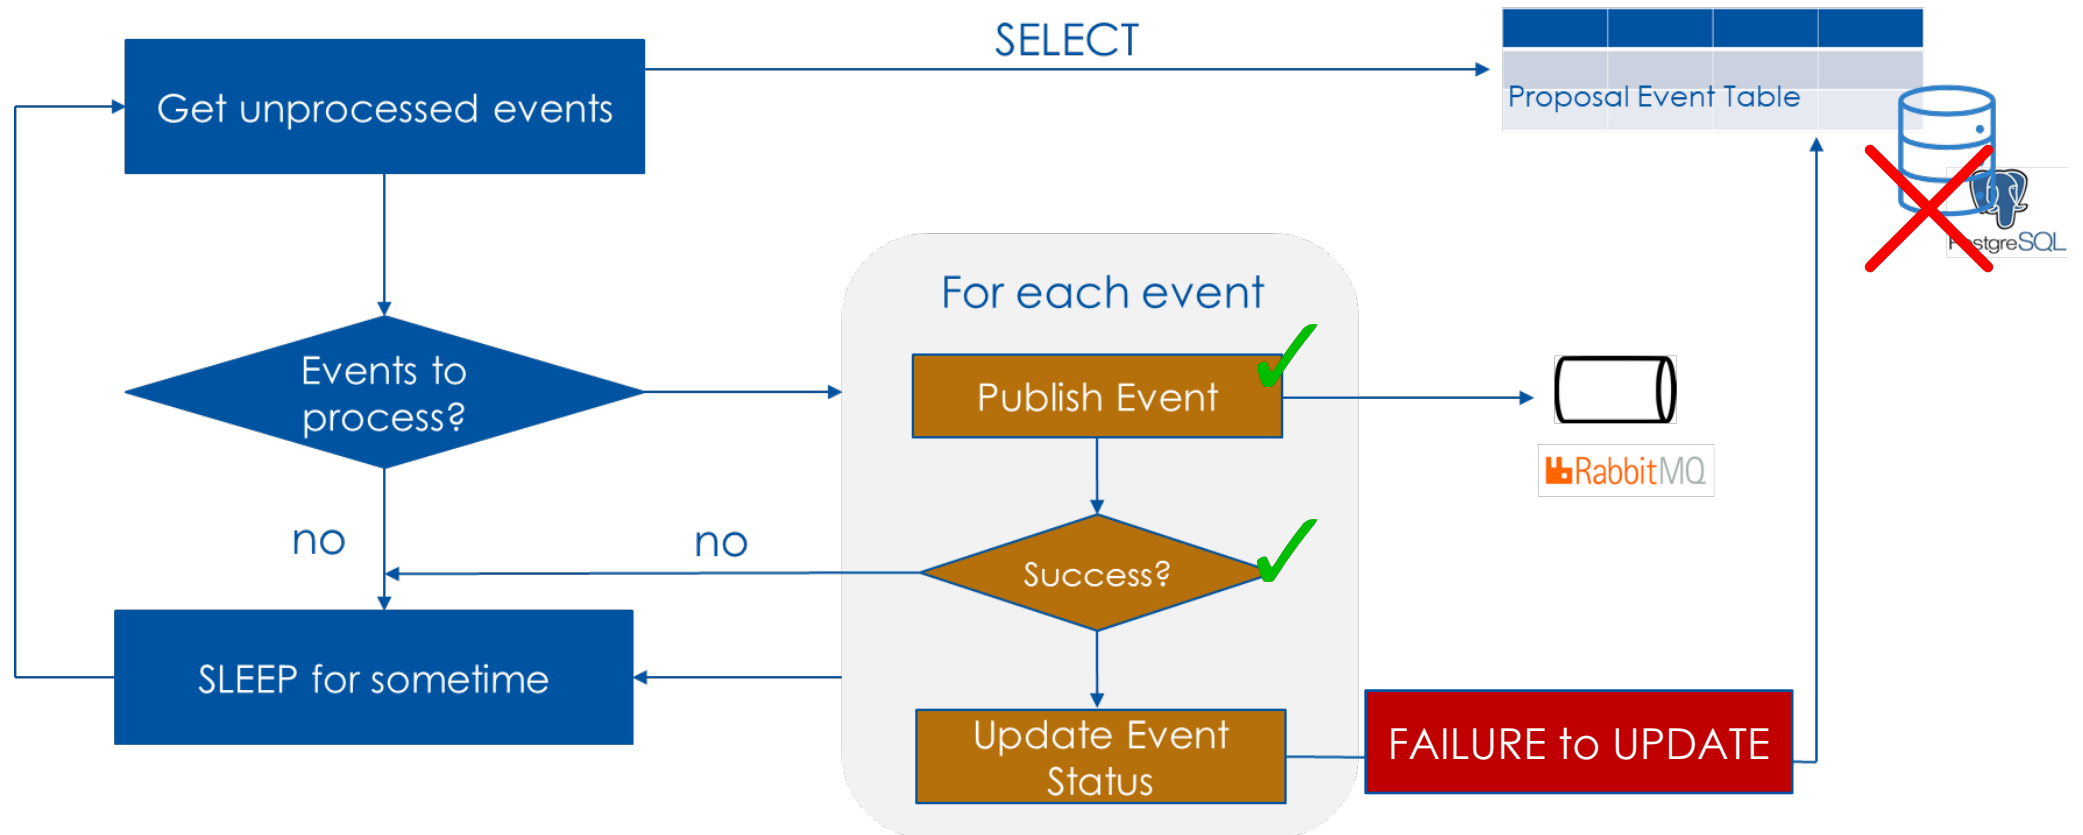 SELECT
Get unprocessed events
Proposal Event Table
PostgreSQL
For each event
Events to
process?
Publish Event
RabbitMQ
no
no
Success?
SLEEP for sometime
Update Event
Status
FAILURE to UPDATE